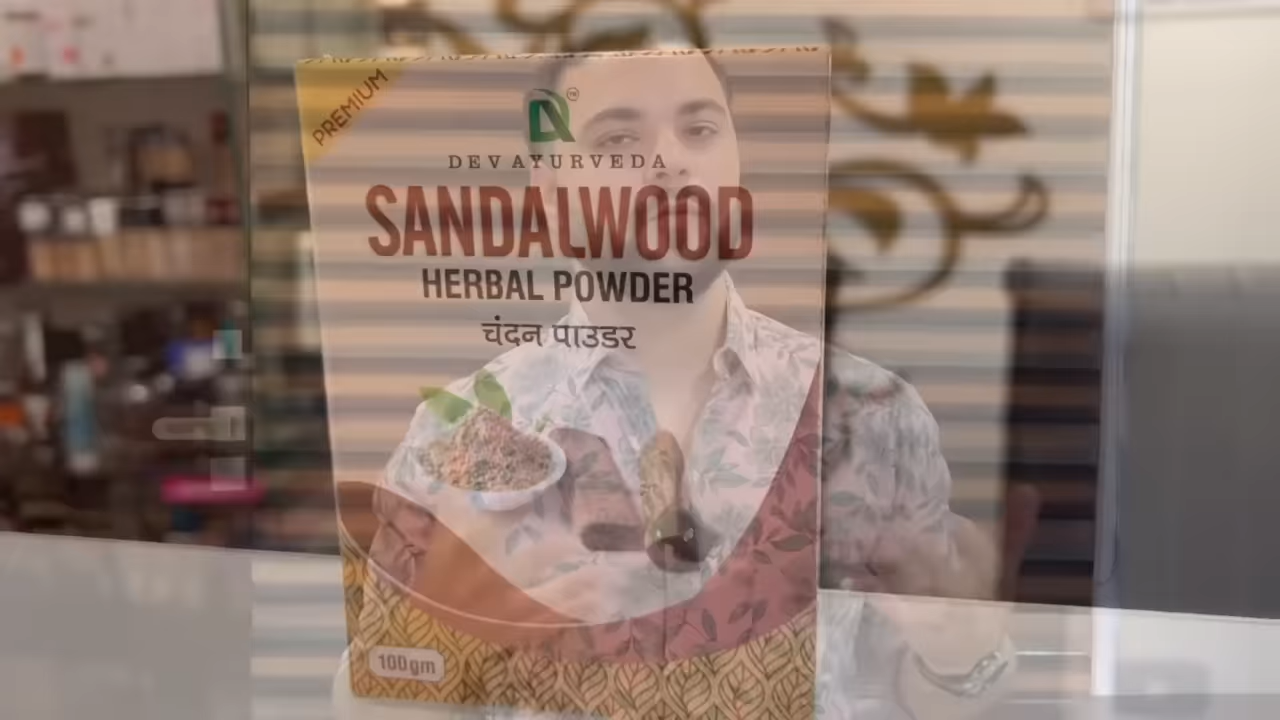 PREMIUM
DEV AYURVEDA
SANDALWOOD
HERBAL POWDER
चंदन पाउडर
100gm